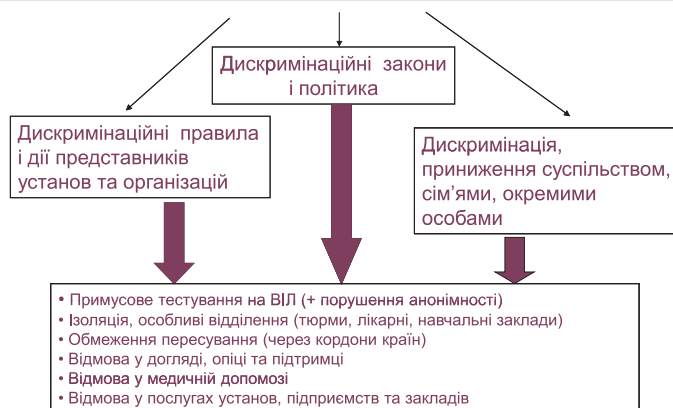 Дискримінаційні закони
і політика
Дискримінаційні правила
і дії представників
установ та організацій
Дискримінація,
приниження суспільством,
сім’ями, окремими
особами
• Примусове тестування на ВІЛ (+ порушення анонімності)
• Ізоляція, особливі відділення (тюрми, лікарні, навчальні заклади)
• Обмеження пересування (через кордони країн)
• Відмова у догляді, опіці та підтримці
• Відмова у медичній допомозі
• Відмова у послугах установ, підприємств та закладів